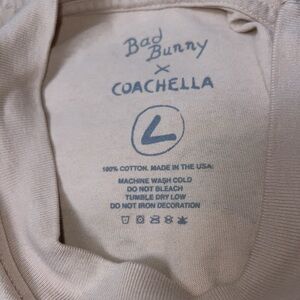 Bad
Bunny
X
COACHELLA
L
100% COTTON. MADE IN THE USA:
MACHINE WASH COLD
DO NOT BLEACH
TUMBLE DRY LOW
DO NOT IRON DECORATION